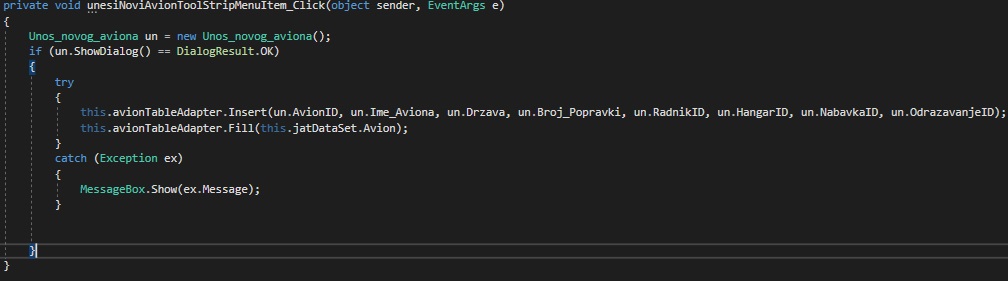 private void unesiNoviAvionToolStripMenuItem_Click(object sender, EventArgs e)
{
Unos_novog_aviona un = new Unos_novog_aviona();
if (un.ShowDialog() == DialogResult.OK)
{
try
{
this.avionTableAdapter.Insert(un.AvionID, un.Ime_Aviona, un.Drzava, un.Broj_Popravki, un.RadnikID, un.HangarID, un.NabavkaID, un.OdrazavanjeID);
this.avionTableAdapter.Fill(this.jatDataSet.Avion);
}
catch (Exception ex)
{
MessageBox.Show(ex.Message);
}
}
}